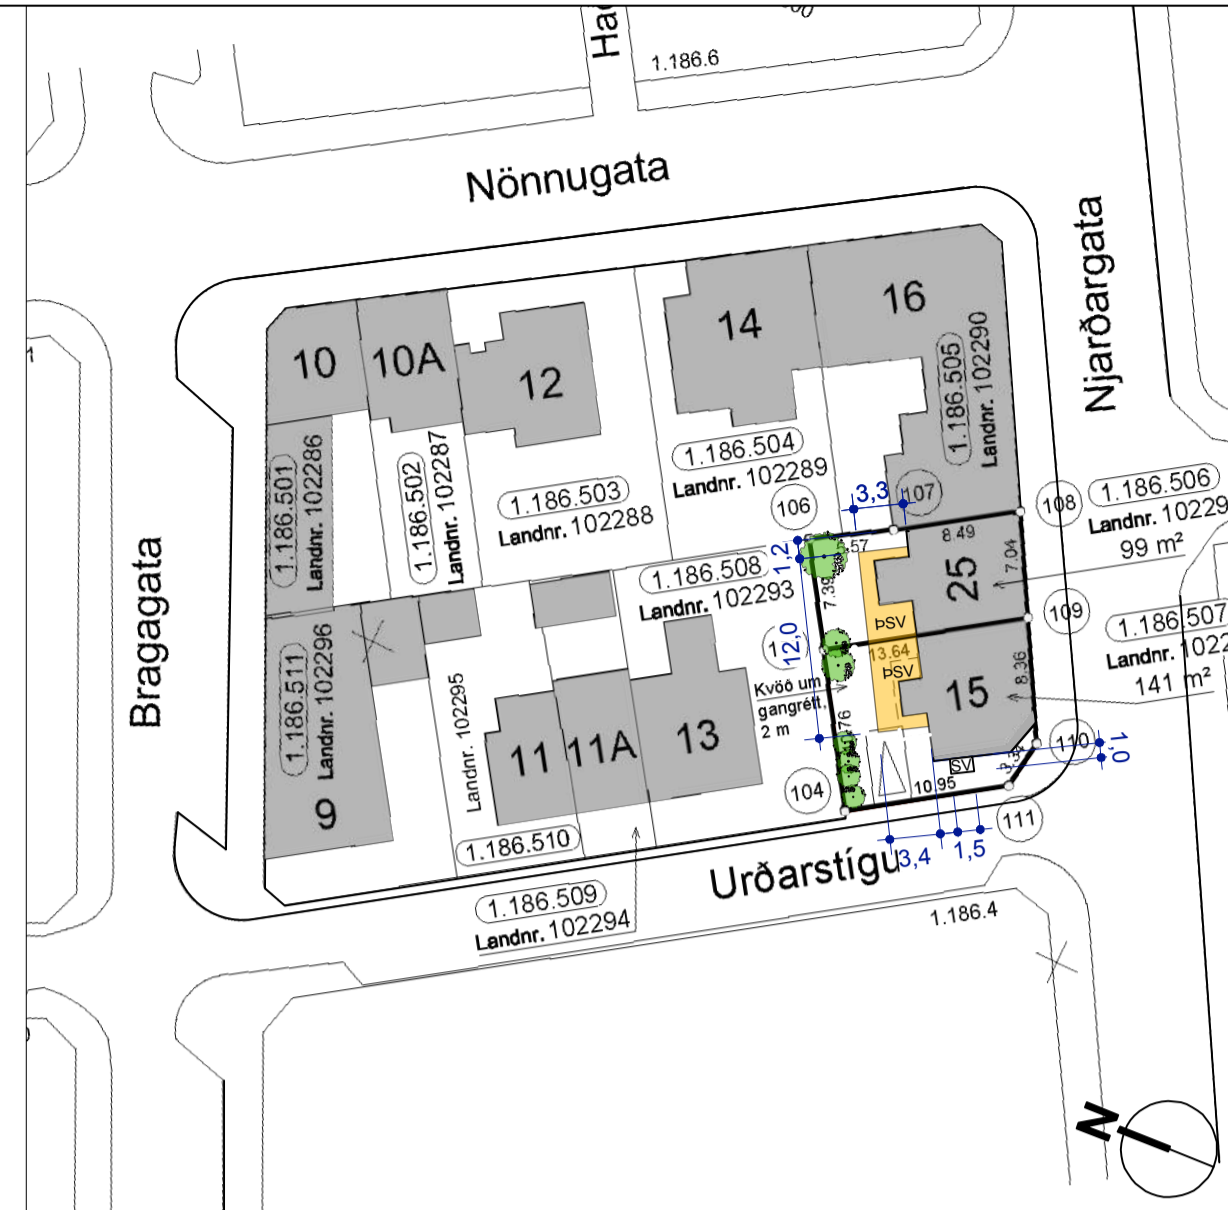 1.186.6
Nönnugata
Njarðargata
Bragagata
10
10A
12
14
16
1.186.501
Landnr. 102286
1.186.502
Landnr. 102287
1.186.503
Landnr. 102288
1.186.504
Landnr. 102289
1.186.505
Landnr. 102290
106
3,3
107
108
1.186.506
Landnr. 10229
99 m²
8.49
7.04
25
1,2
7.39
12,0
1.186.508
Landnr. 102293
ÞSV
13.64
ÞSV
109
1.186.507
Landnr. 1022
141 m²
8.36
15
Kvöð um
gangrétt,
2 m
1.186.511
Landnr. 102296
9
Landnr. 102295
11
11A
13
104
SV
10.95
110
1,0
111
3,4
1,5
1.186.510
Urðarstígu
1.186.509
Landnr. 102294
1.186.4
N